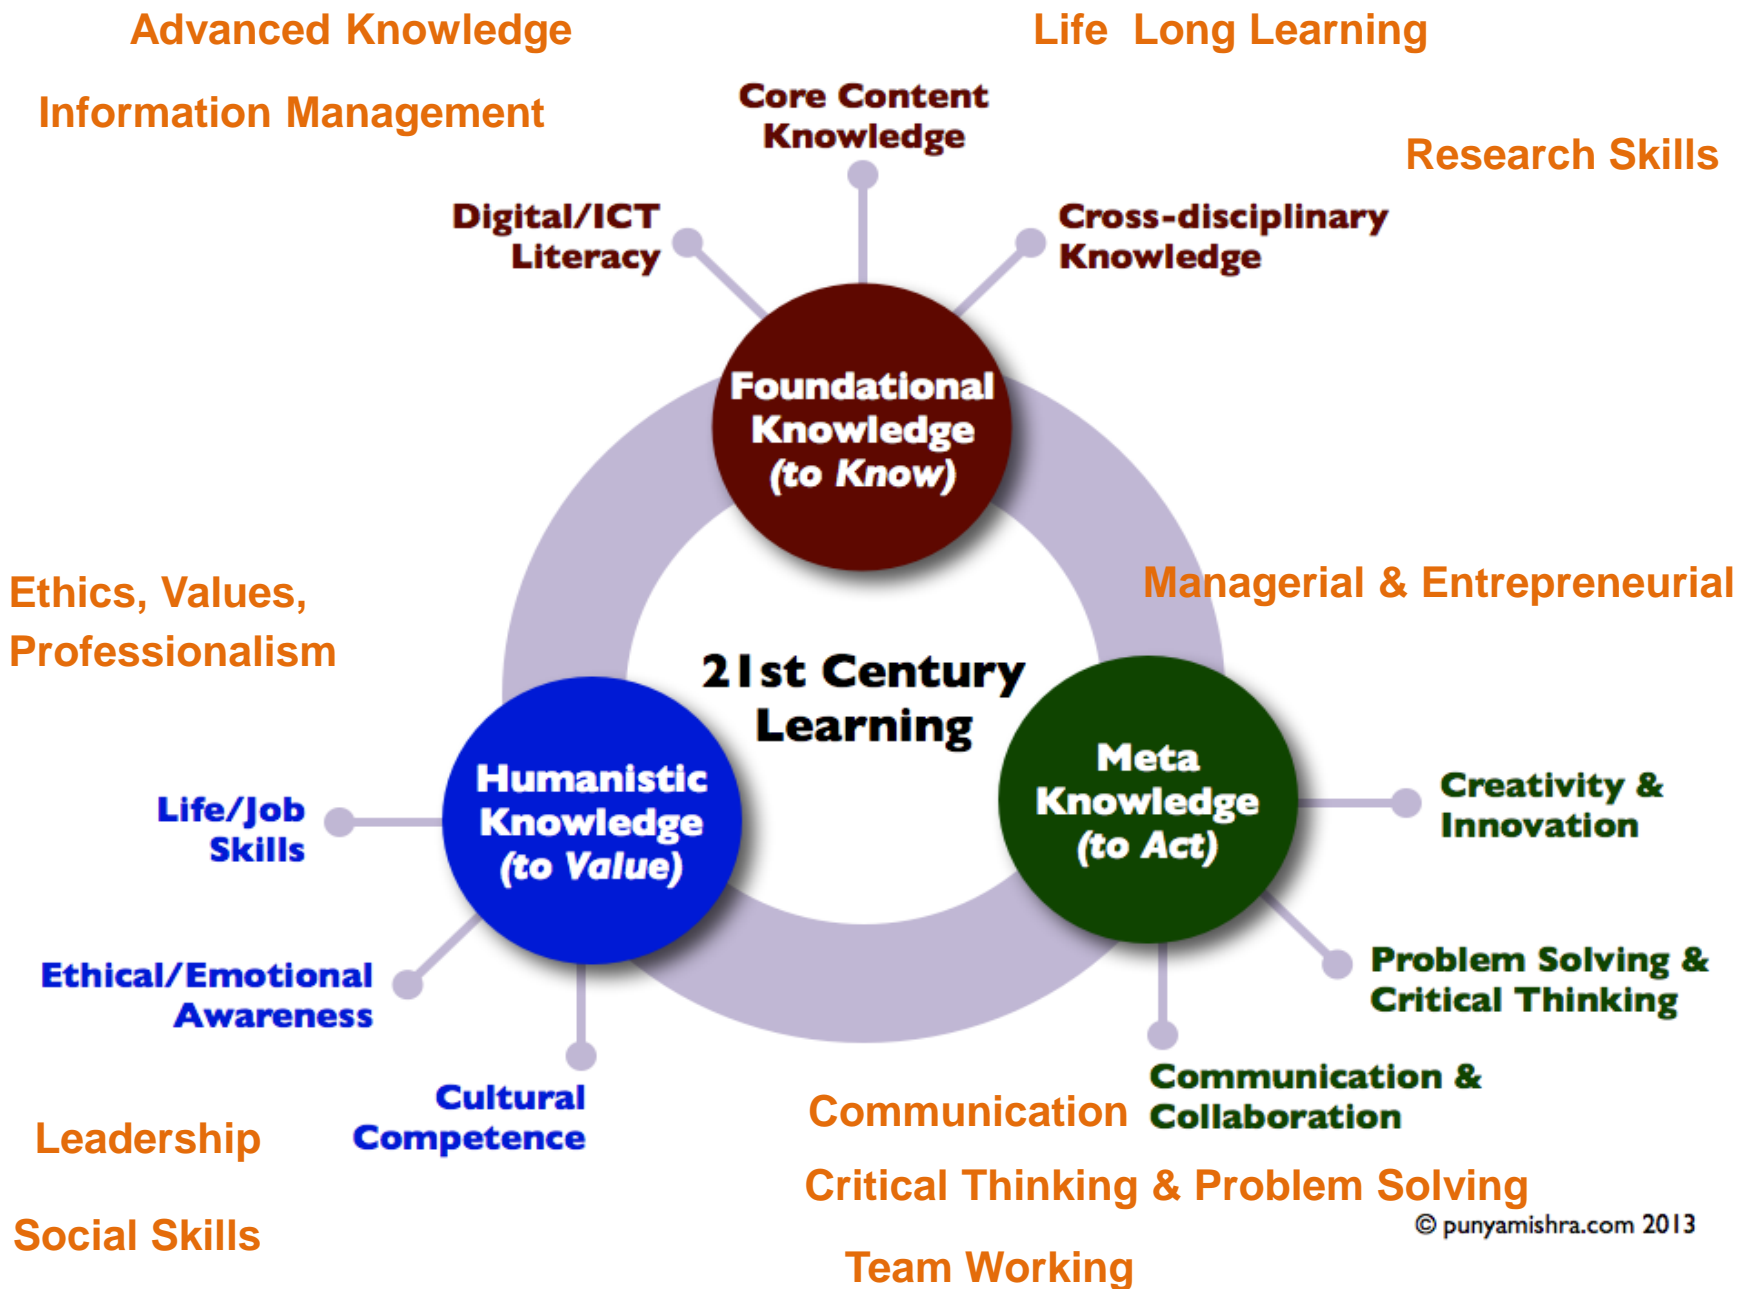 Advanced Knowledge
Life Long Learning
Information Management
Core Content
Knowledge
Research Skills
Digital/ICT
Literacy
Cross-disciplinary
Knowledge
Foundational
Knowledge
(to Know)
Ethics, Values,
Professionalism
Managerial & Entrepreneurial
21st Century
Learning
Humanistic
Knowledge
(to Value)
Meta
Knowledge
(to Act)
Life/Job
Skills
Creativity &
Innovation
Ethical/Emotional
Awareness
Problem Solving &
Critical Thinking
Cultural
Competence
Communication &
Collaboration
Leadership
Communication
Critical Thinking & Problem Solving
Social Skills
© punyamishra.com 2013
Team Working